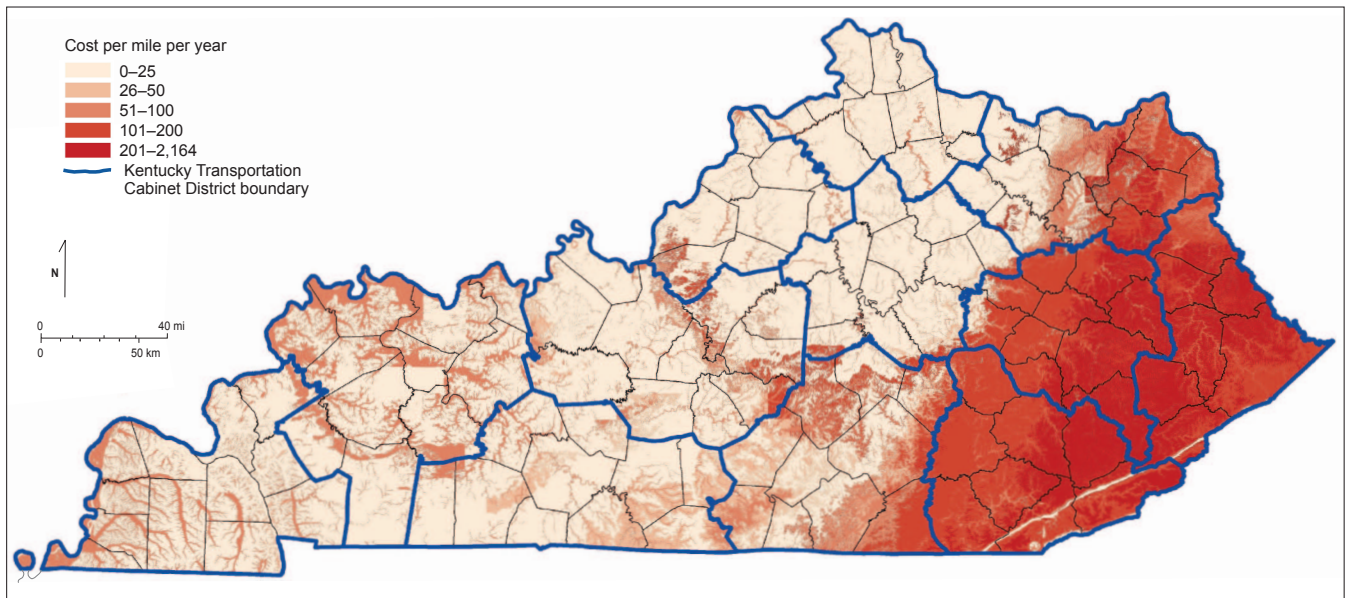 Cost per mile per year
0–25
26–50
51–100
101–200
201–2,164
Kentucky Transportation
Cabinet District boundary
N
0 40 mi
0 50 km